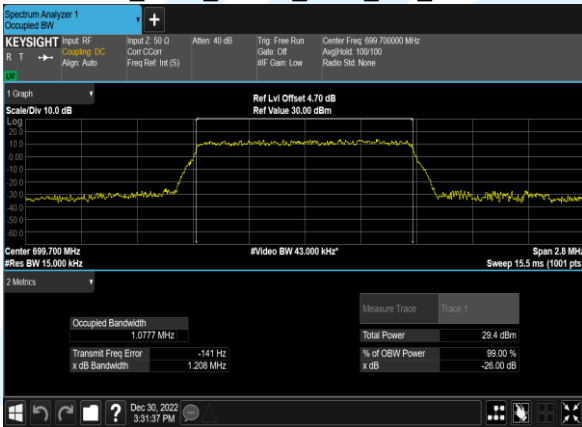 Spectrum Analyzer 1
Occupied BW
+
KEYSIGHT
R T
LXI
Input: RF
Coupling: DC
Align: Auto
Input Z: 50 Ω
Corr CCorr
Freq Ref: Int (S)
Atten: 40 dB
Trig: Free Run
Gate: Off
#IF Gain: Low
Center Freq: 699.700000 MHz
Avg|Hold: 100/100
Radio Std: None
1 Graph
Scale/Div 10.0 dB
Ref Lvl Offset 4.70 dB
Ref Value 30.00 dBm
Log
20.0
10.0
0.00
-10.0
-20.0
-30.0
-40.0
-50.0
-60.0
Center 699.700 MHz
#Res BW 15.000 kHz
#Video BW 43.000 kHz*
Span 2.8 MHz
Sweep 15.5 ms (1001 pts
2 Metrics
Measure Trace
Trace 1
Occupied Bandwidth
1.0777 MHz
Total Power
29.4 dBm
Transmit Freq Error
-141 Hz
% of OBW Power
99.00 %
x dB Bandwidth
1.208 MHz
x dB
-26.00 dB
?
Dec 30, 2022
3:31:37 PM